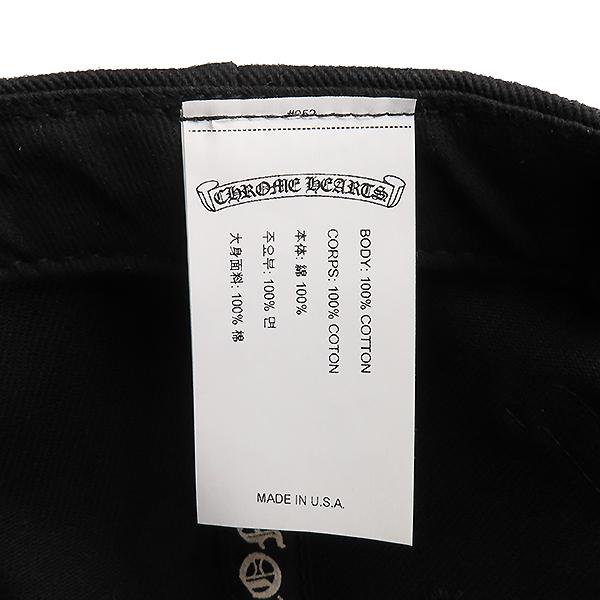 CHROME HEARTS
BODY: 100% COTTON
CORPS: 100% COTON
本体: 綿 100%
주요부: 100% 면
大身面料: 100% 棉
MADE IN U.S.A.